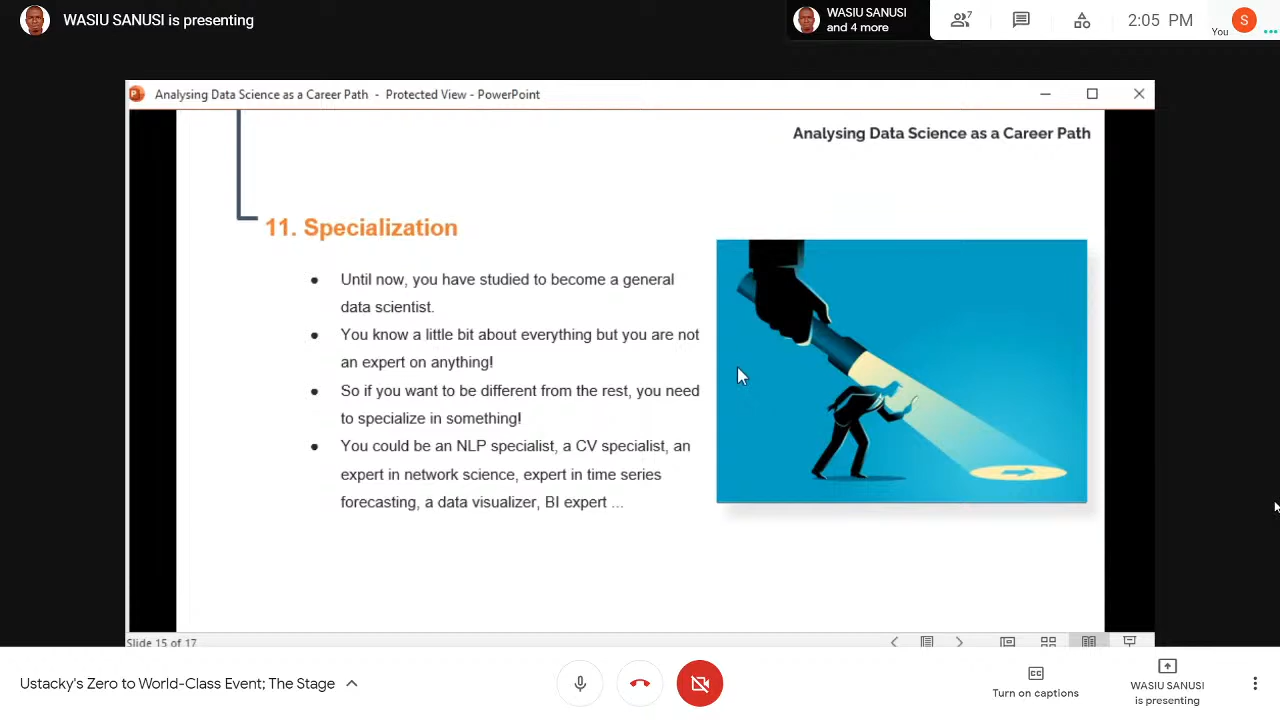 WASIU SANUSI is presenting
WASIU SANUSI
and 4 more
7
2:05 PM
You
S
Analysing Data Science as a Career Path - Protected View - PowerPoint
Analysing Data Science as a Career Path
11. Specialization
● Until now, you have studied to become a general
data scientist.
● You know a little bit about everything but you are not
an expert on anything!
● So if you want to be different from the rest, you need
to specialize in something!
● You could be an NLP specialist, a CV specialist, an
expert in network science, expert in time series
forecasting, a data visualizer, BI expert ...
Slide 15 of 17
Ustacky's Zero to World-Class Event; The Stage
CC
Turn on captions
WASIU SANUSI
is presenting